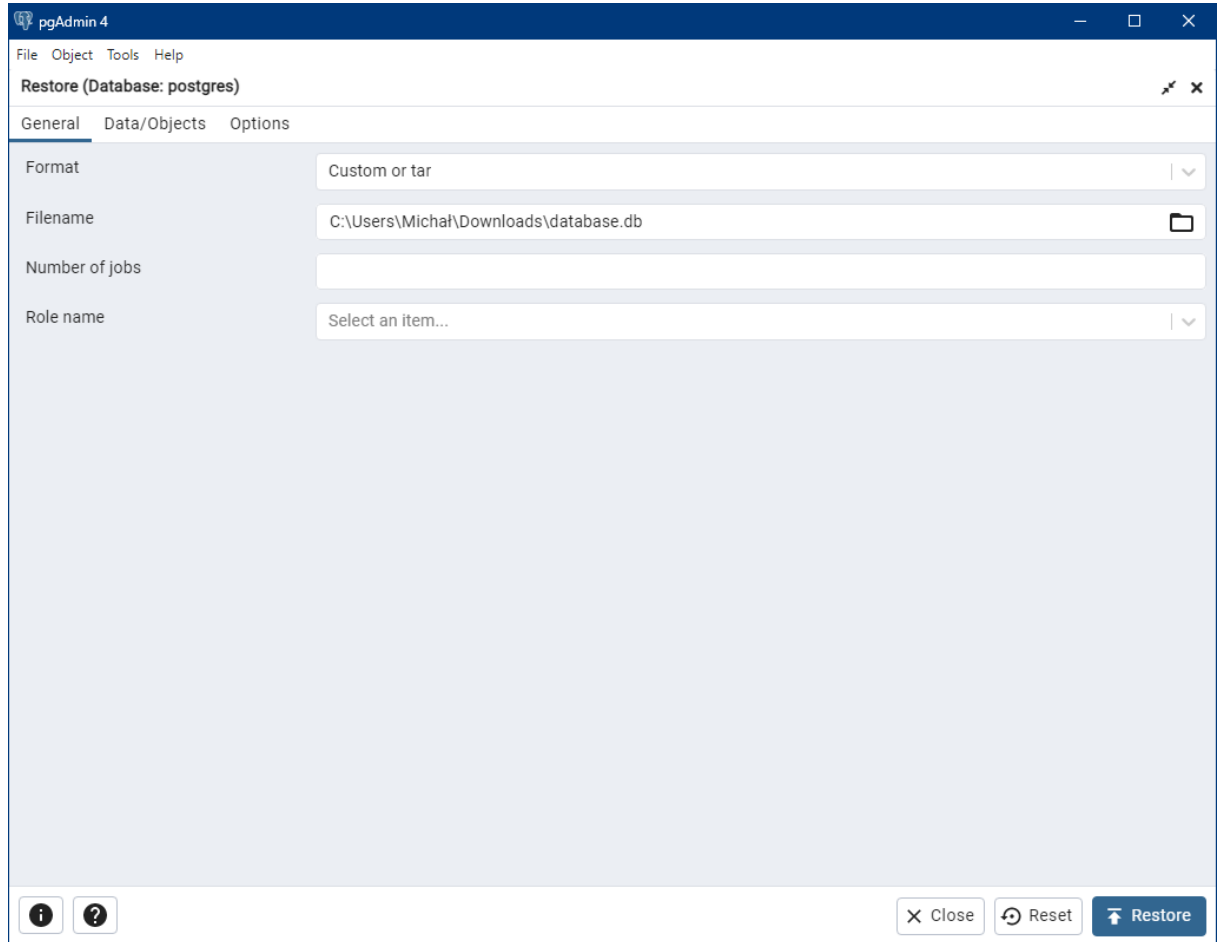 pgAdmin 4
File Object Tools Help
Restore (Database: postgres)
General Data/Objects Options
Format Custom or tar
Filename C:\Users\Michał\Downloads\database.db
Number of jobs
Role name Select an item...
Close Reset Restore